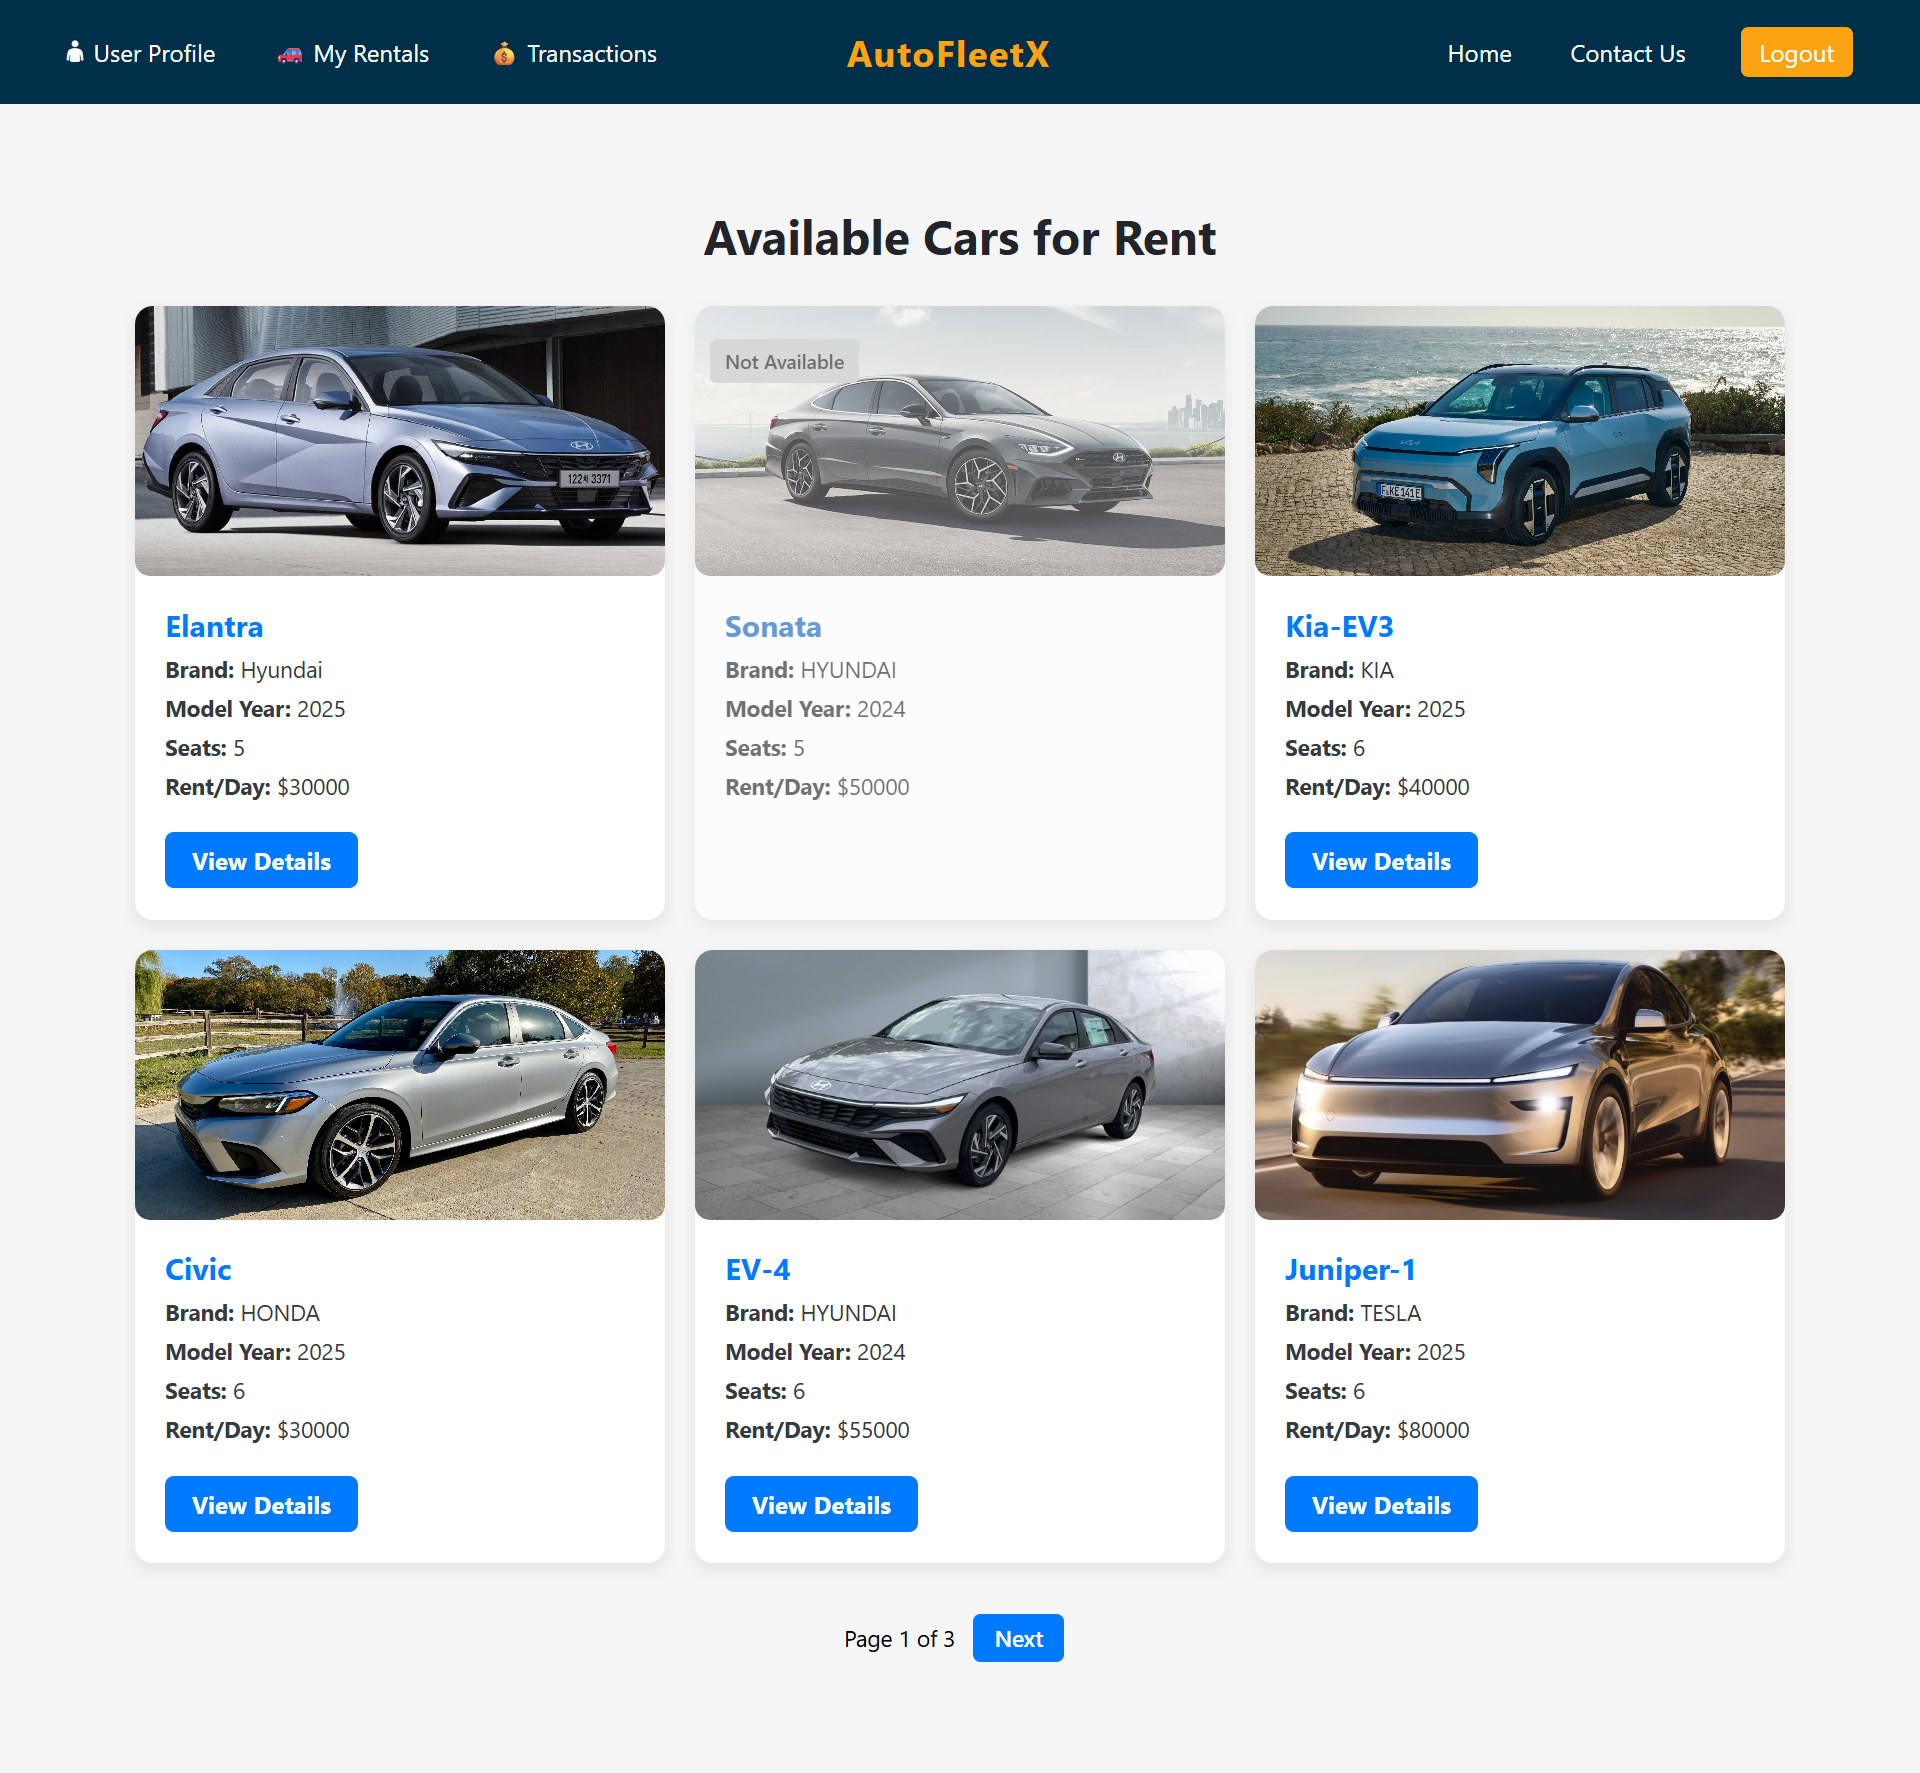 User Profile
My Rentals
Transactions
AutoFleetX
Home
Contact Us
Logout
Available Cars for Rent
Elantra
Brand: Hyundai
Model Year: 2025
Seats: 5
Rent/Day: $30000
View Details
Not Available
Sonata
Brand: HYUNDAI
Model Year: 2024
Seats: 5
Rent/Day: $50000
Kia-EV3
Brand: KIA
Model Year: 2025
Seats: 6
Rent/Day: $40000
View Details
Civic
Brand: HONDA
Model Year: 2025
Seats: 6
Rent/Day: $30000
View Details
EV-4
Brand: HYUNDAI
Model Year: 2024
Seats: 6
Rent/Day: $55000
View Details
Juniper-1
Brand: TESLA
Model Year: 2025
Seats: 6
Rent/Day: $80000
View Details
Page 1 of 3
Next